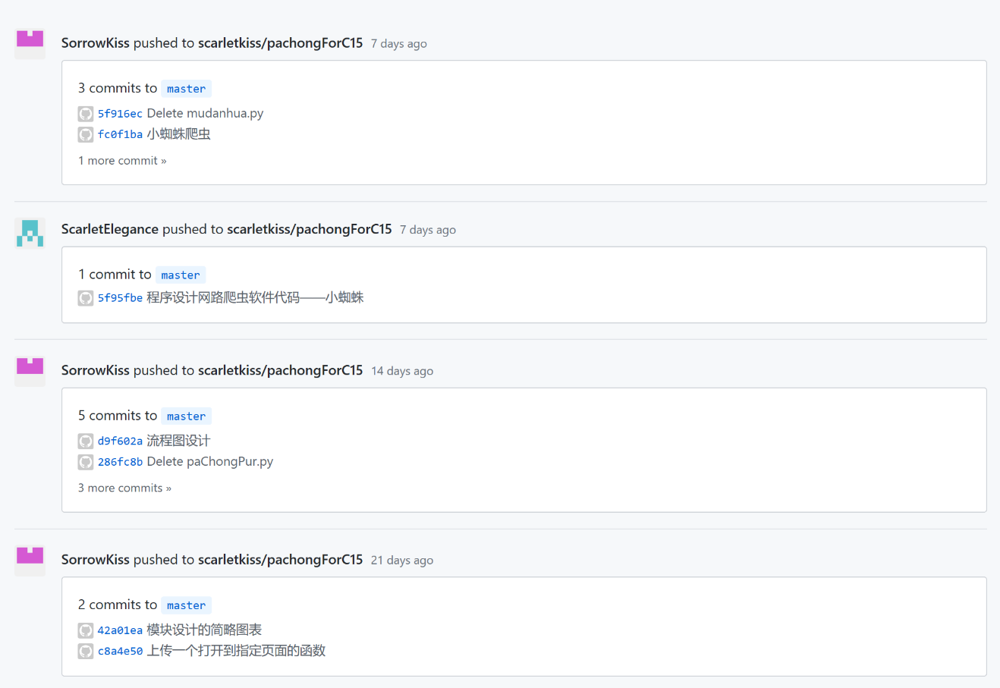 SorrowKiss pushed to scarletkiss/pachongForC15 7 days ago
3 commits to master
5f916ec Delete mudanhua.py
fc0f1ba 小蜘蛛爬虫
1 more commit »
ScarletElegance pushed to scarletkiss/pachongForC15 7 days ago
1 commit to master
5f95fbe 程序设计网路爬虫软件代码——小蜘蛛
SorrowKiss pushed to scarletkiss/pachongForC15 14 days ago
5 commits to master
d9f602a 流程图设计
286fc8b Delete paChongPur.py
3 more commits »
SorrowKiss pushed to scarletkiss/pachongForC15 21 days ago
2 commits to master
42a01ea 模块设计的简略图表
c8a4e50 上传一个打开到指定页面的函数